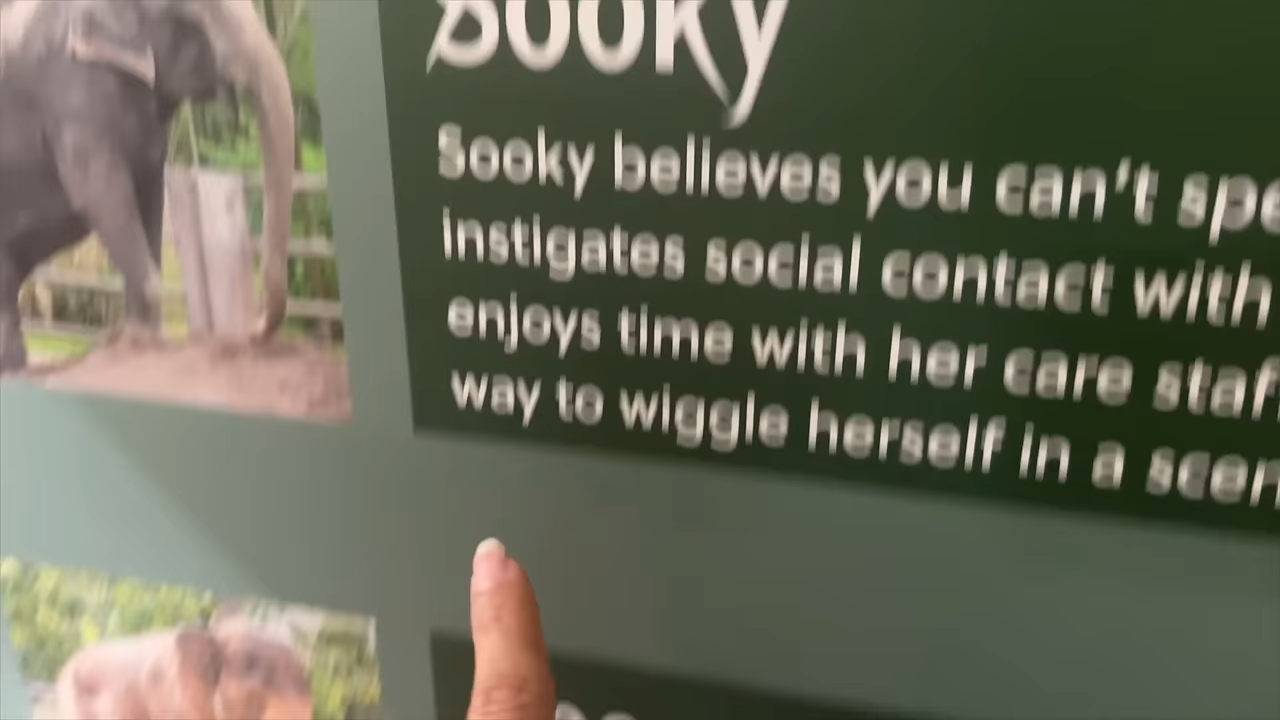 Sooky
Sooky believes you can't spe
instigates social contact with
enjoys time with her care staf
way to wiggle herself in a scen